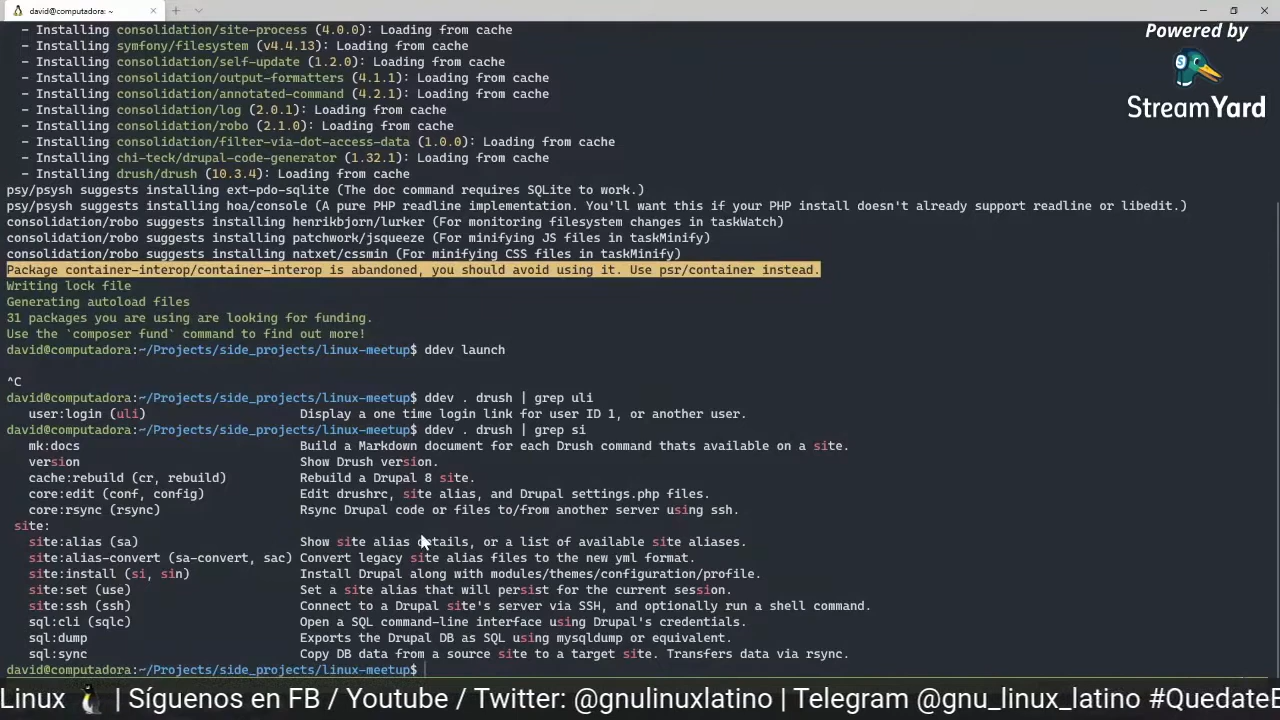 david@computadora: ~
Powered by
StreamYard
- Installing consolidation/site-process (4.0.0): Loading from cache
- Installing symfony/filesystem (v4.4.13): Loading from cache
- Installing consolidation/self-update (1.2.0): Loading from cache
- Installing consolidation/output-formatters (4.1.1): Loading from cache
- Installing consolidation/annotated-command (4.2.1): Loading from cache
- Installing consolidation/log (2.0.1): Loading from cache
- Installing consolidation/robo (2.1.0): Loading from cache
- Installing consolidation/filter-via-dot-access-data (1.0.0): Loading from cache
- Installing chi-teck/drupal-code-generator (1.32.1): Loading from cache
- Installing drush/drush (10.3.4): Loading from cache
psy/psysh suggests installing ext-pdo-sqlite (The doc command requires SQLite to work.)
psy/psysh suggests installing hoa/console (A pure PHP readline implementation. You'll want this if your PHP install doesn't already support readline or libedit.)
consolidation/robo suggests installing henrikbjorn/lurker (For monitoring filesystem changes in taskWatch)
consolidation/robo suggests installing patchwork/jsqueeze (For minifying JS files in taskMinify)
consolidation/robo suggests installing natxet/cssmin (For minifying CSS files in taskMinify)
Package container-interop/container-interop is abandoned, you should avoid using it. Use psr/container instead.
Writing lock file
Generating autoload files
31 packages you are using are looking for funding.
Use the `composer fund` command to find out more!
david@computadora:~/Projects/side_projects/linux-meetup$ ddev launch
^C
david@computadora:~/Projects/side_projects/linux-meetup$ ddev . drush | grep uli
user:login (uli) Display a one time login link for user ID 1, or another user.
david@computadora:~/Projects/side_projects/linux-meetup$ ddev . drush | grep si
mk:docs Build a Markdown document for each Drush command thats available on a site.
version Show Drush version.
cache:rebuild (cr, rebuild) Rebuild a Drupal 8 site.
core:edit (conf, config) Edit drushrc, site alias, and Drupal settings.php files.
core:rsync (rsync) Rsync Drupal code or files to/from another server using ssh.
site:
site:alias (sa) Show site alias details, or a list of available site aliases.
site:alias-convert (sa-convert, sac) Convert legacy site alias files to the new yml format.
site:install (si, sin) Install Drupal along with modules/themes/configuration/profile.
site:set (use) Set a site alias that will persist for the current session.
site:ssh (ssh) Connect to a Drupal site's server via SSH, and optionally run a shell command.
sql:cli (sqlc) Open a SQL command-line interface using Drupal's credentials.
sql:dump Exports the Drupal DB as SQL using mysqldump or equivalent.
sql:sync Copy DB data from a source site to a target site. Transfers data via rsync.
david@computadora:~/Projects/side_projects/linux-meetup$
Linux 🐧 | Síguenos en FB / Youtube / Twitter: @gnulinuxlatino | Telegram @gnu_linux_latino #QuedateE